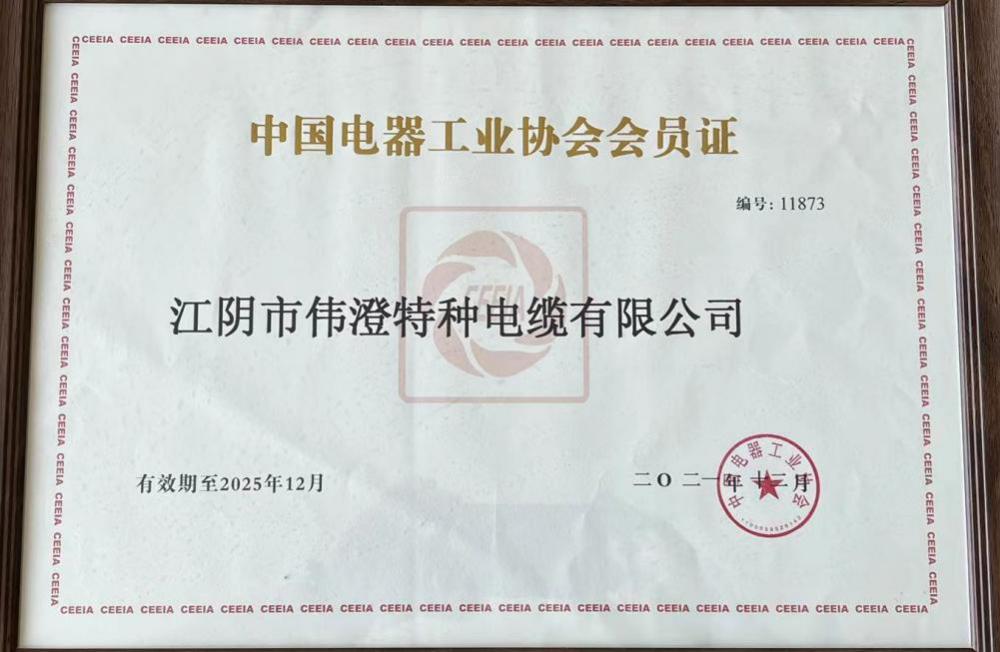 CEEIA CEEIA CEEIA CEEIA CEEIA CEEIA CEEIA CEEIA CEEIA CEEIA CEEIA CEEIA CEEIA CEEIA CEEIA CEEIA CEEIA CEEIA CEEIA CEEIA CEEIA CEEIA
中国电器工业协会会员证
编号: 11873
CEEIA
江阴市伟澄特种电缆有限公司
有效期至2025年12月
二〇二一年十二月
中国电器工业协会
CEEIA CEEIA CEEIA CEEIA CEEIA CEEIA CEEIA CEEIA CEEIA CEEIA CEEIA CEEIA CEEIA CEEIA CEEIA CEEIA CEEIA CEEIA CEEIA CEEIA CEEIA CEEIA